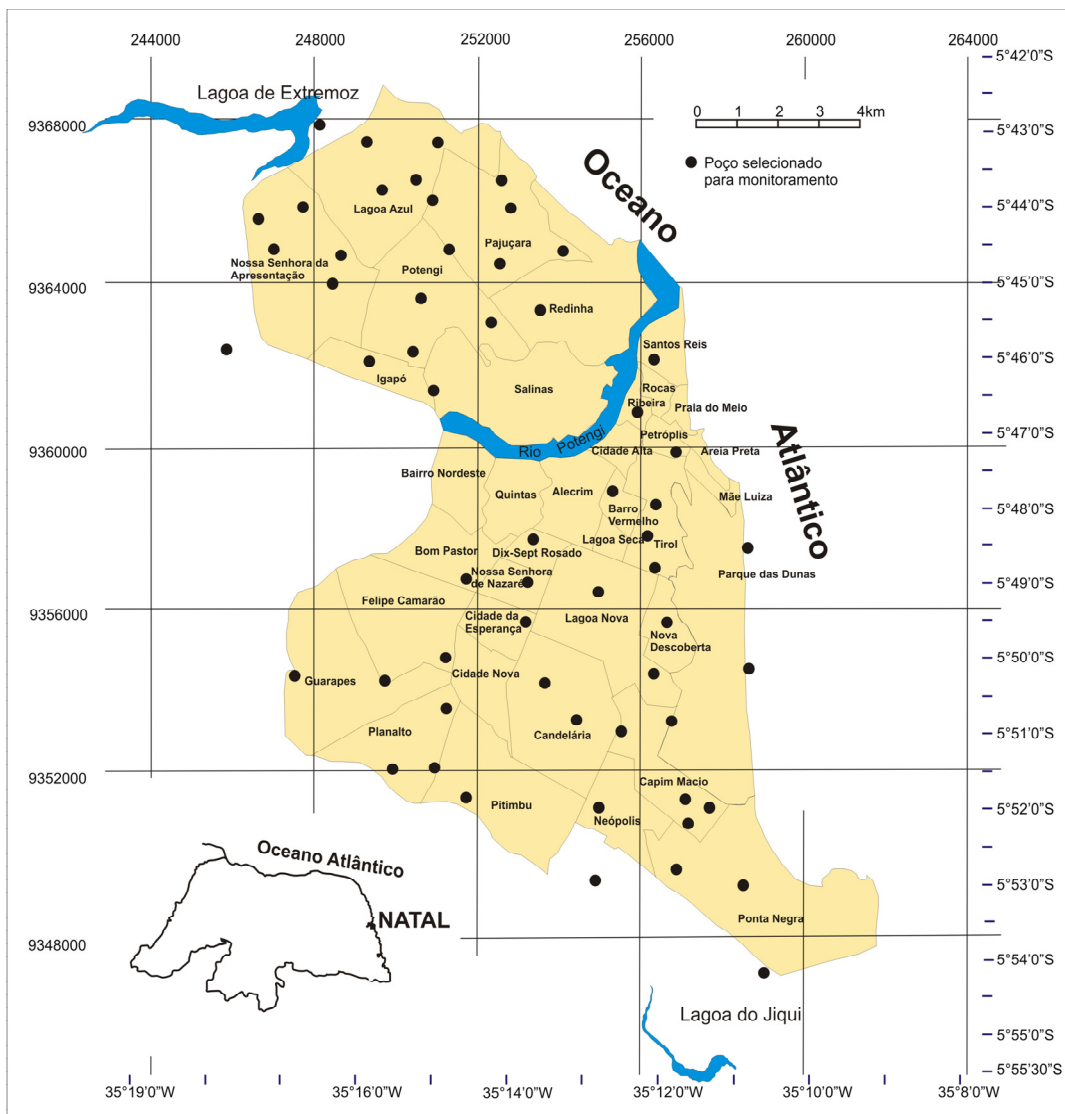 244000
248000
252000
256000
260000
264000
5°42'0"S
Lagoa de Extremoz
0 1 2 3 4km
9368000
5°43'0"S
Oceano
Poço selecionado
para monitoramento
Lagoa Azul
5°44'0"S
Pajuçara
Nossa Senhora da
Apresentação
Potengi
9364000
5°45'0"S
Redinha
Santos Reis
5°46'0"S
Igapó
Salinas
Rocas
Ribeira
Praia do Melo
Petróplis
5°47'0"S
9360000
Rio Potengi
Cidade Alta
Areia Preta
Atlântico
Bairro Nordeste
Quintas
Alecrim
Mãe Luiza
Barro
Vermelho
5°48'0"S
Lagoa Seca
Tirol
Bom Pastor
Dix-Sept Rosado
Parque das Dunas
Nossa Senhora
de Nazaré
5°49'0"S
Felipe Camarão
9356000
Cidade da
Esperança
Lagoa Nova
Nova
Descoberta
5°50'0"S
Guarapes
Cidade Nova
Planalto
Candelária
5°51'0"S
9352000
Capim Macio
Pitimbu
Neópolis
5°52'0"S
Oceano Atlântico
5°53'0"S
NATAL
Ponta Negra
9348000
5°54'0"S
Lagoa do Jiqui
5°55'0"S
5°55'30"S
35°19'0"W
35°16'0"W
35°14'0"W
35°12'0"W
35°10'0"W
35°8'0"W